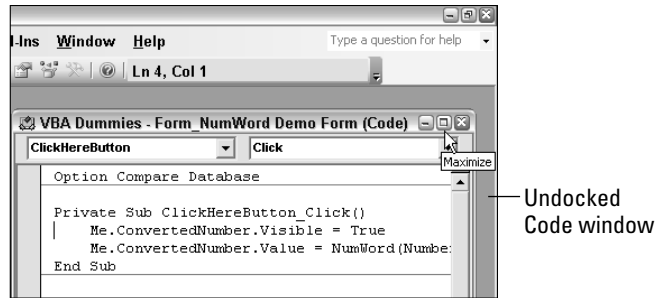 l-Ins Window Help Type a question for help
Ln 4, Col 1
VBA Dummies - Form_NumWord Demo Form (Code)
ClickHereButton Click
Maximize
Option Compare Database
Private Sub ClickHereButton_Click()
Me.ConvertedNumber.Visible = True
Me.ConvertedNumber.Value = NumWord(Number
End Sub
Undocked
Code window